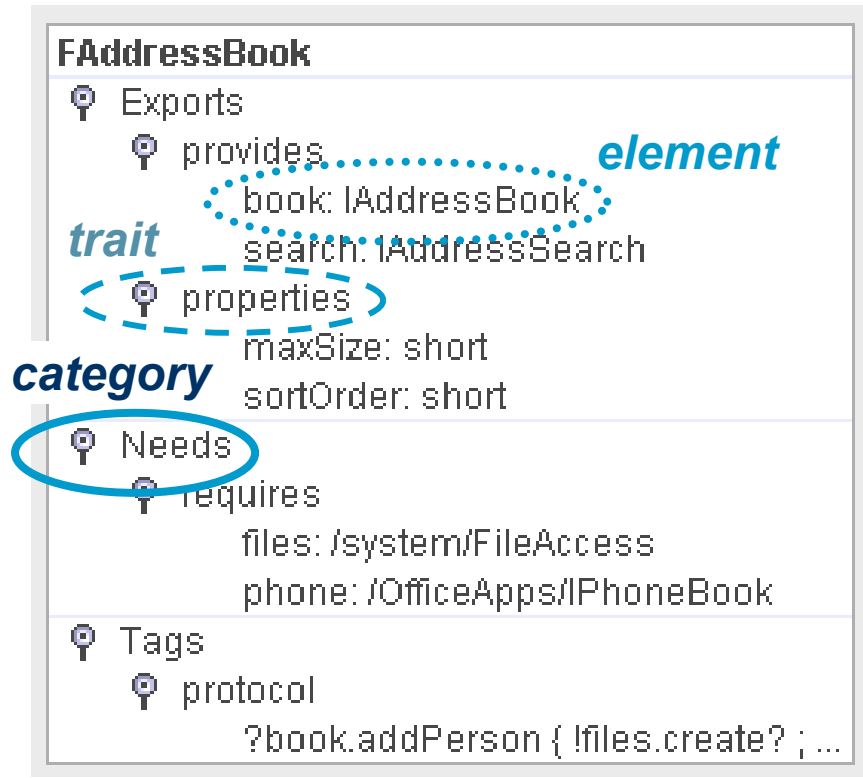 FAddressBook
Exports
provides
element
book: IAddressBook
trait
search: IAddressSearch
properties
maxSize: short
category
sortOrder: short
Needs
requires
files: /system/FileAccess
phone: /OfficeApps/IPhoneBook
Tags
protocol
?book.addPerson { !files.create? ; ...